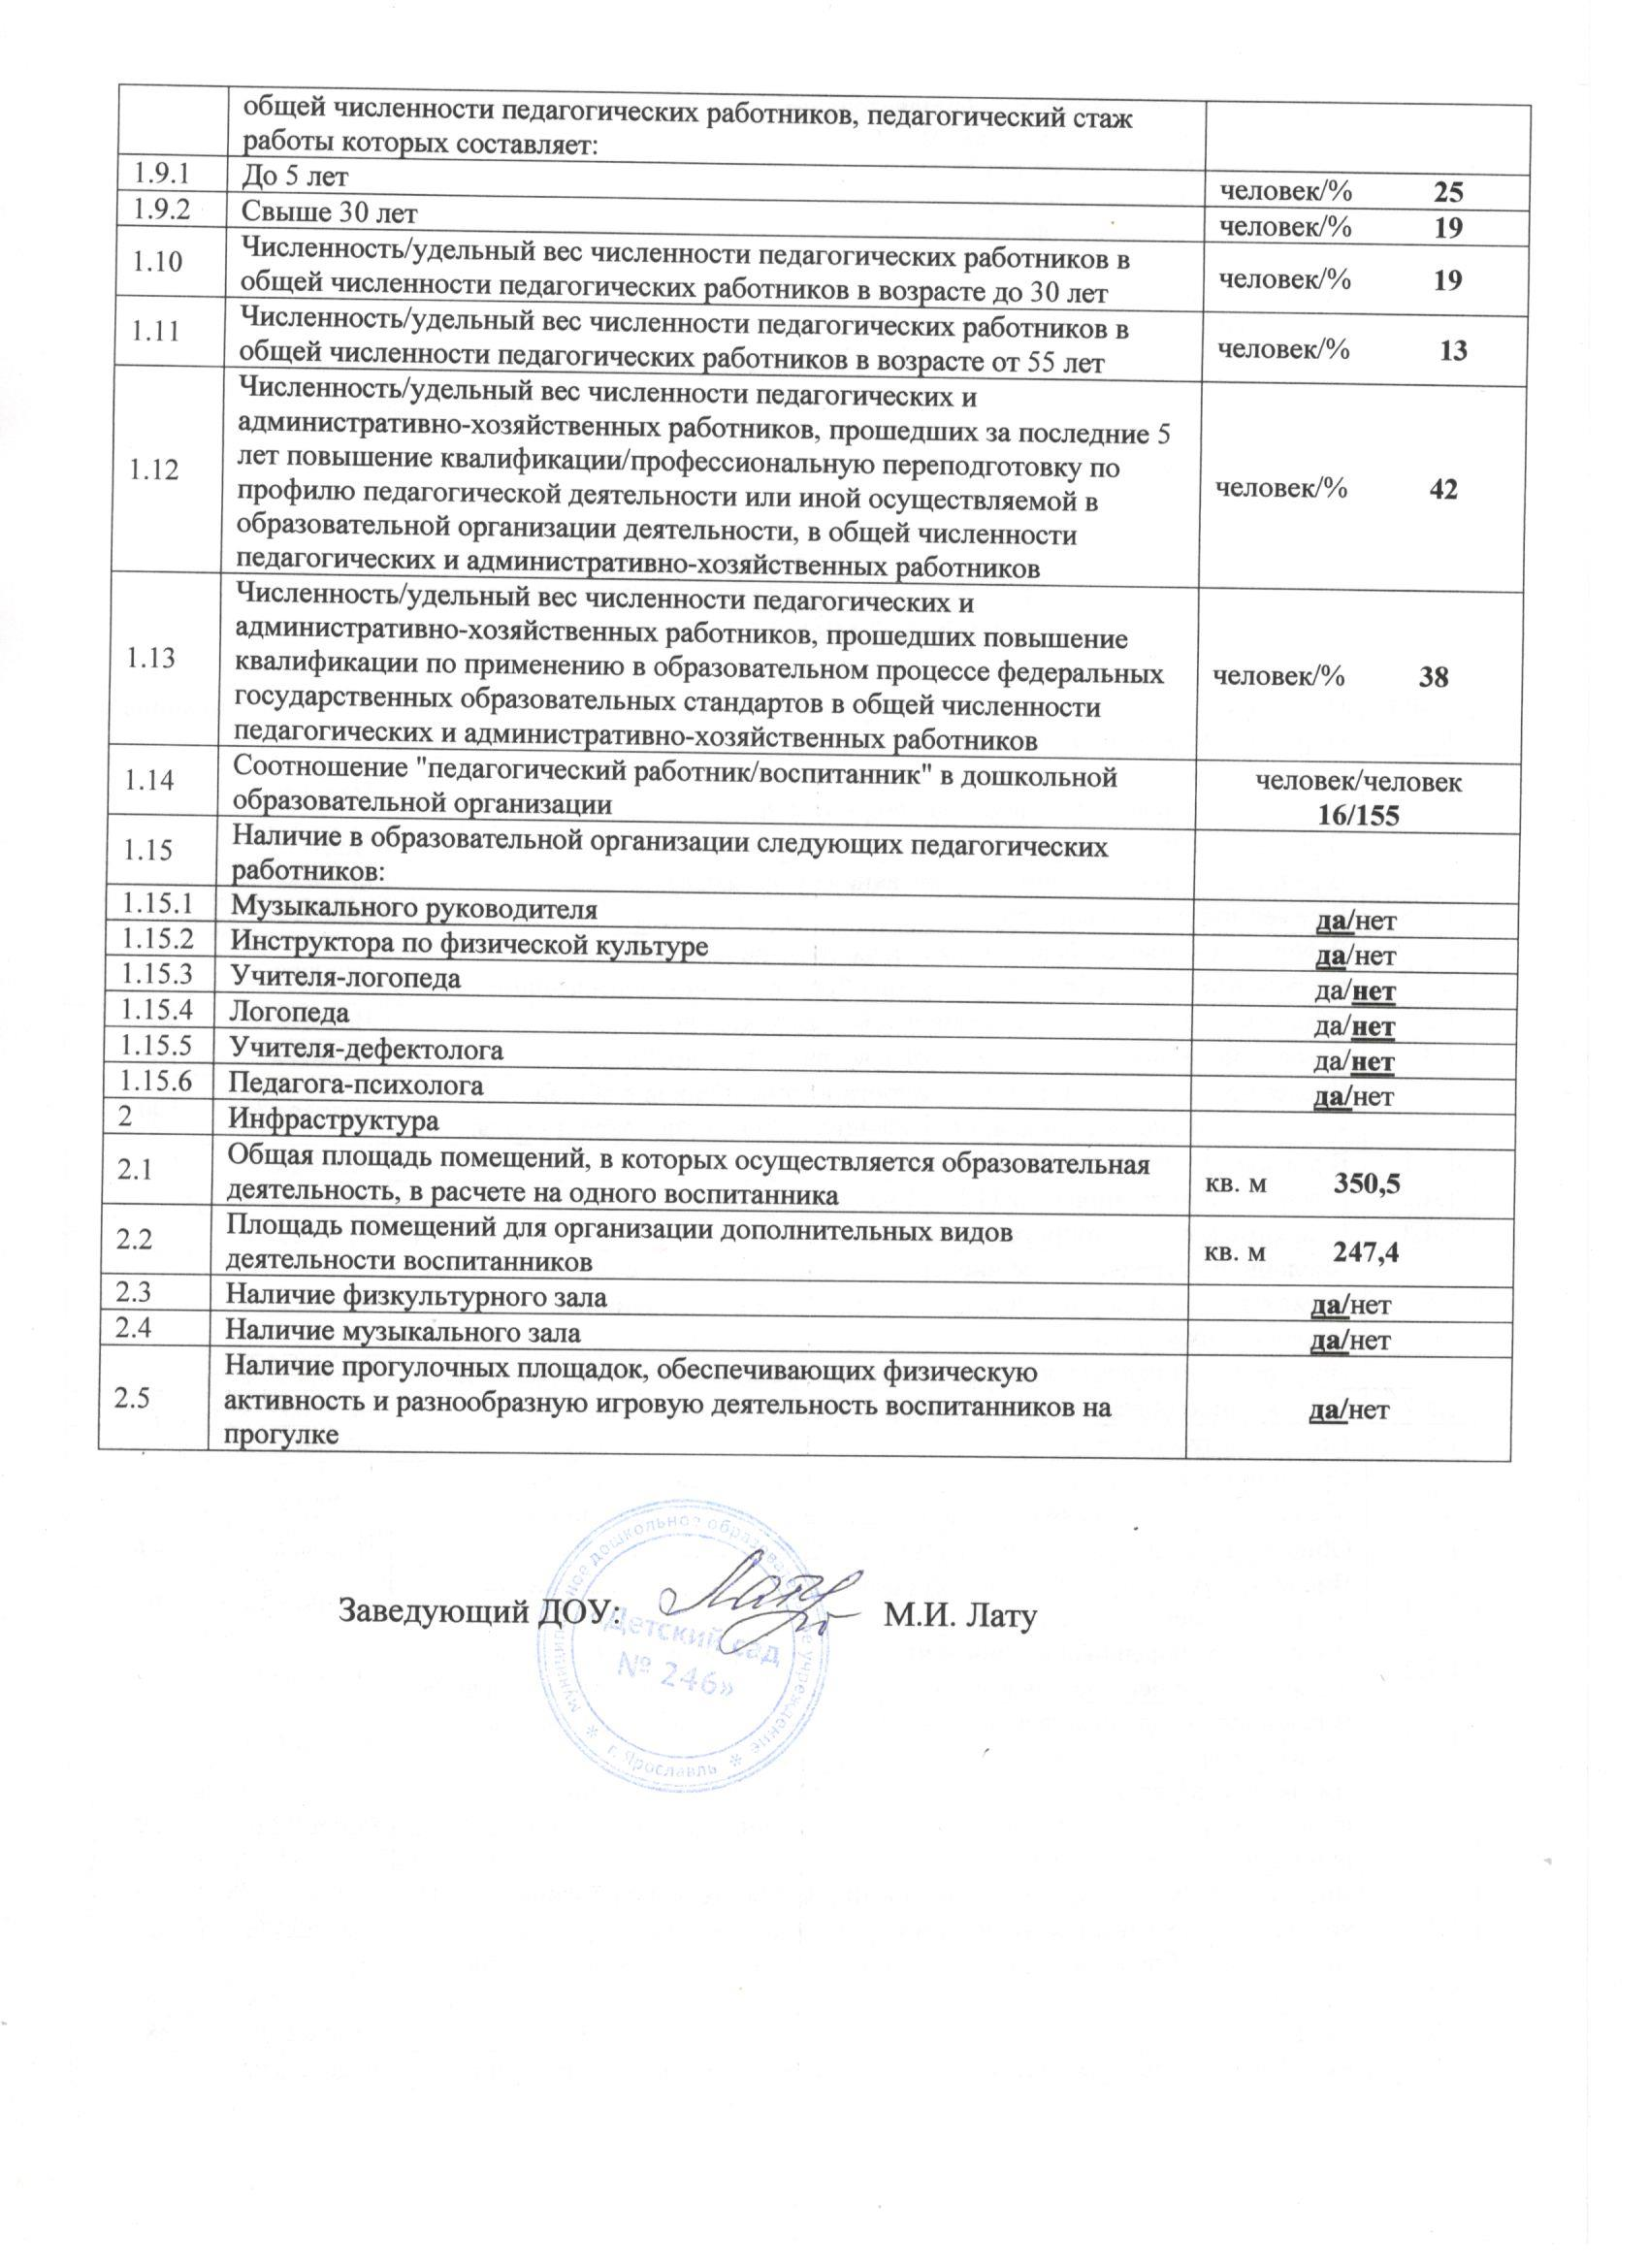 общей численности педагогических работников, педагогический стаж
работы которых составляет:
1.9.1 До 5 лет человек/% 25
1.9.2 Свыше 30 лет человек/% 19
1.10 Численность/удельный вес численности педагогических работников в
общей численности педагогических работников в возрасте до 30 лет человек/% 19
1.11 Численность/удельный вес численности педагогических работников в
общей численности педагогических работников в возрасте от 55 лет человек/% 13
1.12 Численность/удельный вес численности педагогических и
административно-хозяйственных работников, прошедших за последние 5
лет повышение квалификации/профессиональную переподготовку по
профилю педагогической деятельности или иной осуществляемой в
образовательной организации деятельности, в общей численности
педагогических и административно-хозяйственных работников
человек/% 42
1.13 Численность/удельный вес численности педагогических и
административно-хозяйственных работников, прошедших повышение
квалификации по применению в образовательном процессе федеральных
государственных образовательных стандартов в общей численности
педагогических и административно-хозяйственных работников
человек/% 38
1.14 Соотношение "педагогический работник/воспитанник" в дошкольной
образовательной организации
человек/человек
16/155
1.15 Наличие в образовательной организации следующих педагогических
работников:
1.15.1 Музыкального руководителя да/нет
1.15.2 Инструктора по физической культуре да/нет
1.15.3 Учителя-логопеда да/нет
1.15.4 Логопеда да/нет
1.15.5 Учителя-дефектолога да/нет
1.15.6 Педагога-психолога да/нет
2 Инфраструктура
2.1 Общая площадь помещений, в которых осуществляется образовательная
деятельность, в расчете на одного воспитанника кв. м 350,5
2.2 Площадь помещений для организации дополнительных видов
деятельности воспитанников кв. м 247,4
2.3 Наличие физкультурного зала да/нет
2.4 Наличие музыкального зала да/нет
2.5 Наличие прогулочных площадок, обеспечивающих физическую
активность и разнообразную игровую деятельность воспитанников на
прогулке да/нет
Заведующий ДОУ: М.И. Лату
дошкольное учреждение
Детский сад
№ 246»
г. Ярославль